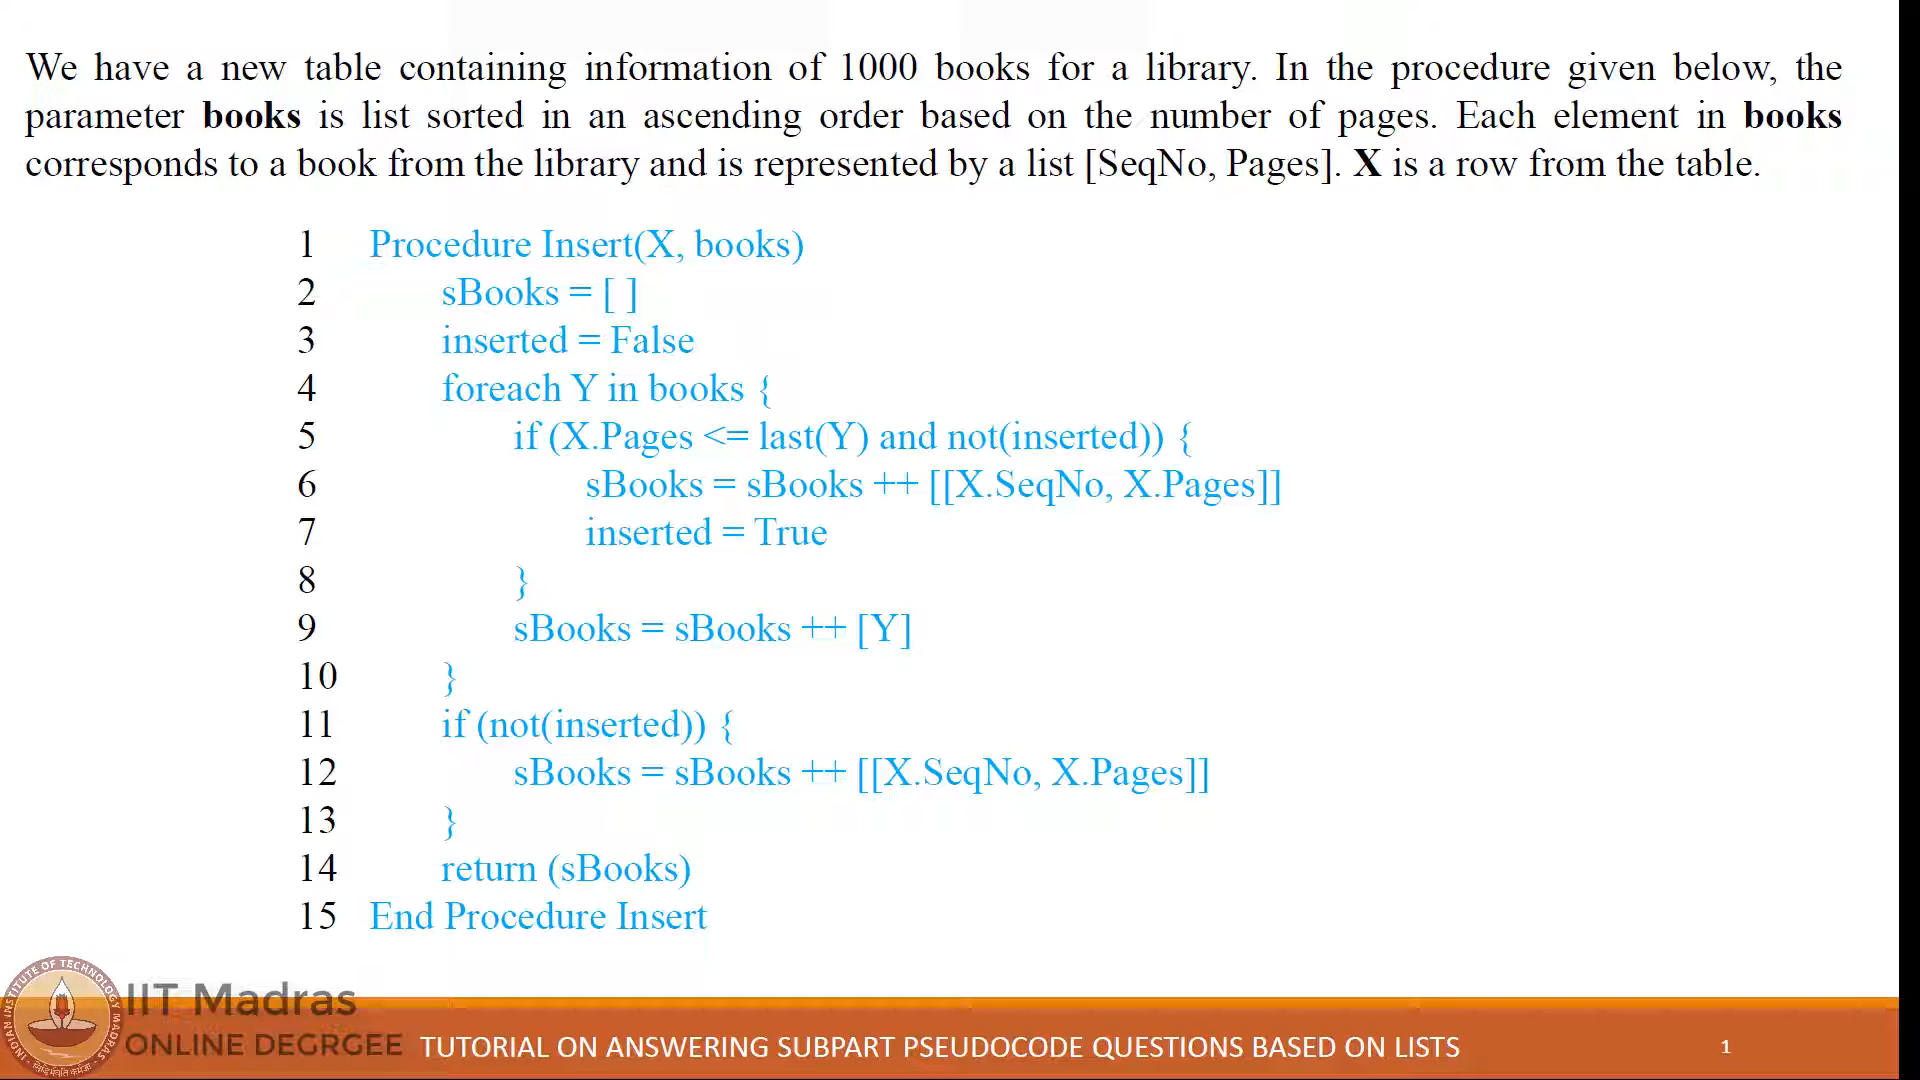 We have a new table containing information of 1000 books for a library. In the procedure given below, the
parameter books is list sorted in an ascending order based on the number of pages. Each element in books
corresponds to a book from the library and is represented by a list [SeqNo, Pages]. X is a row from the table.
1 Procedure Insert(X, books)
2 sBooks = [ ]
3 inserted = False
4 foreach Y in books {
5 if (X.Pages <= last(Y) and not(inserted)) {
6 sBooks = sBooks ++ [[X.SeqNo, X.Pages]]
7 inserted = True
8 }
9 sBooks = sBooks ++ [Y]
10 }
11 if (not(inserted)) {
12 sBooks = sBooks ++ [[X.SeqNo, X.Pages]]
13 }
14 return (sBooks)
15 End Procedure Insert
INDIAN INSTITUTE OF TECHNOLOGY MADRAS
IIT Madras
ONLINE DEGRGEE
TUTORIAL ON ANSWERING SUBPART PSEUDOCODE QUESTIONS BASED ON LISTS
1